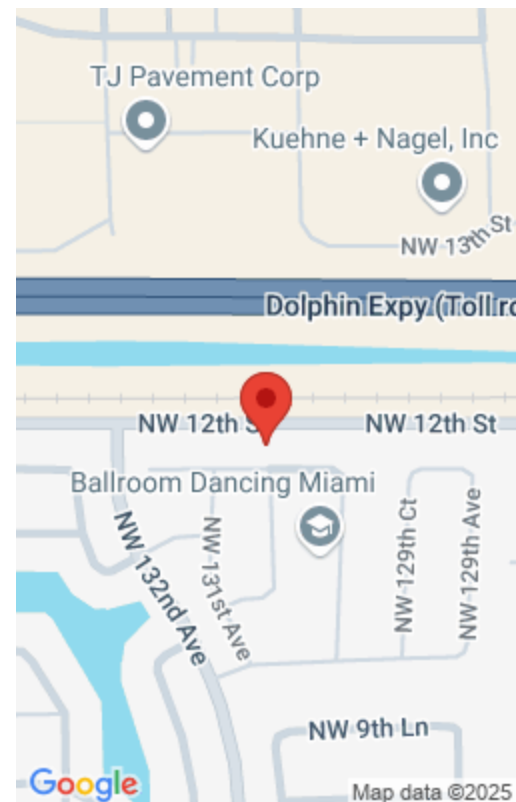 TJ Pavement Corp
Kuehne + Nagel, Inc
NW 13th St
Dolphin Expy (Toll ro
NW 12th S
NW 12th St
Ballroom Dancing Miami
NW 132nd Ave
NW 131st Ave
NW 129th Ct
NW 129th Ave
NW 9th Ln
Google
Map data ©2025